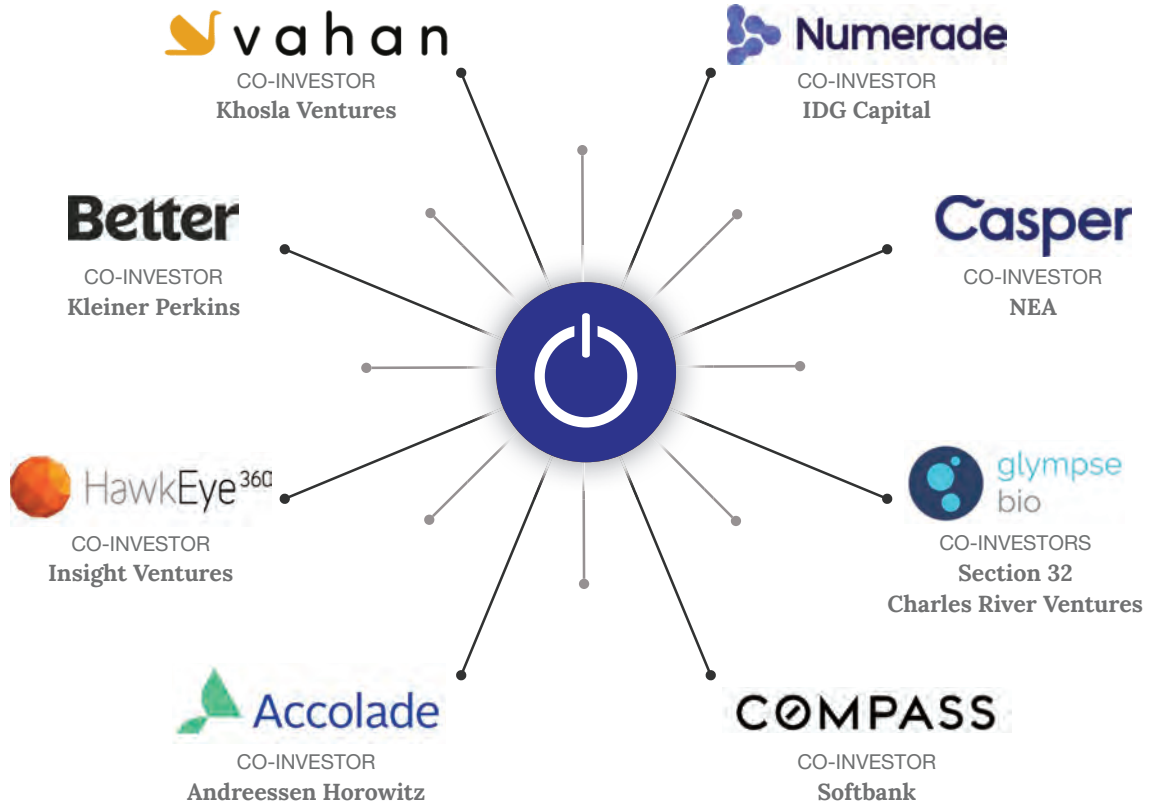 vahan
CO-INVESTOR
Khosla Ventures
Numerade
CO-INVESTOR
IDG Capital
Better
CO-INVESTOR
Kleiner Perkins
Casper
CO-INVESTOR
NEA
HawkEye 360
CO-INVESTOR
Insight Ventures
glympse
bio
CO-INVESTORS
Section 32
Charles River Ventures
Accolade
CO-INVESTOR
Andreessen Horowitz
COMPASS
CO-INVESTOR
Softbank